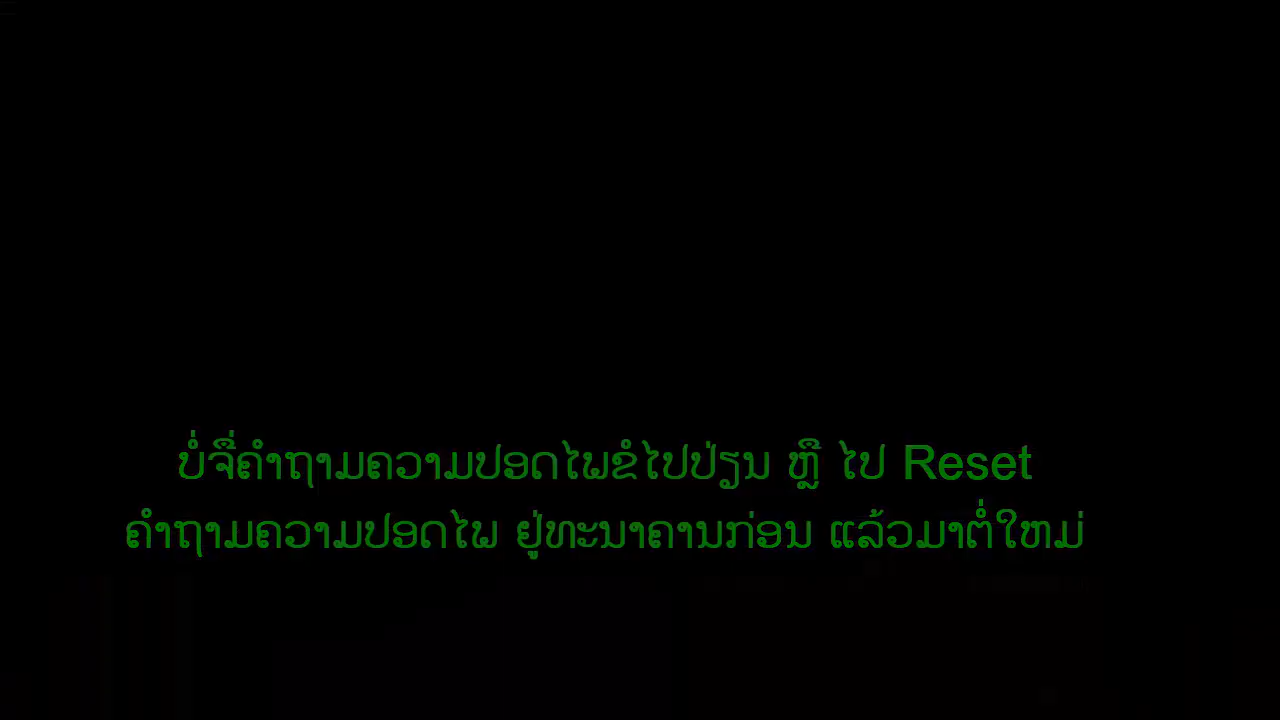 ບໍ່ຈື່ຄຳຖາມຄວາມປອດໄພຂໍໄປປ່ຽນ ຫຼື ໄປ Reset
ຄຳຖາມຄວາມປອດໄພ ຢູ່ທະນາຄານກ່ອນ ແລ້ວມາຕໍ່ໃຫມ່